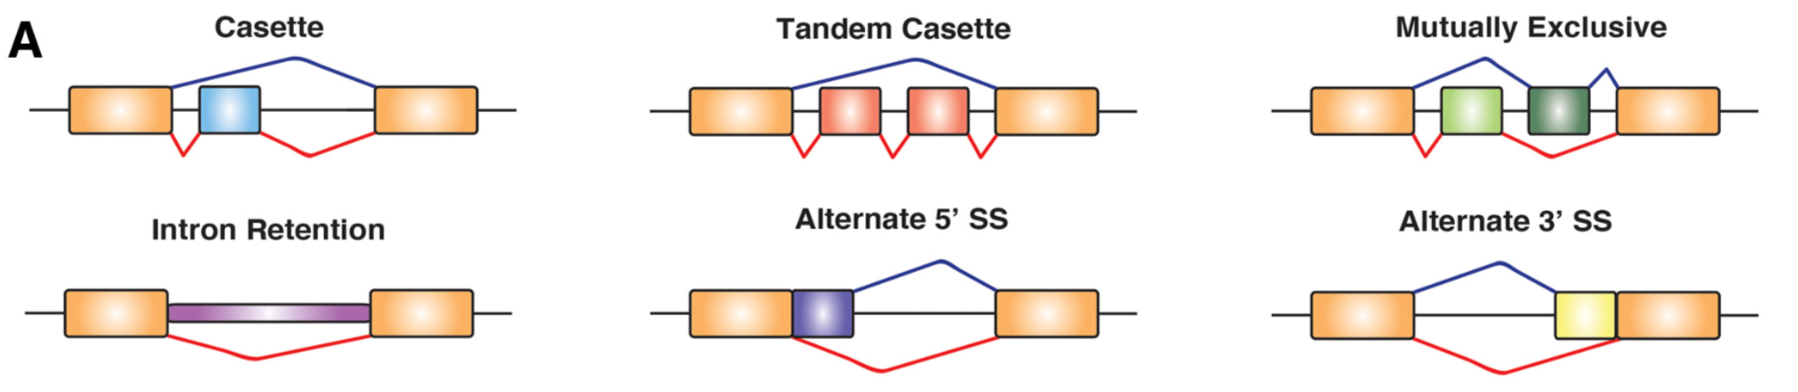 A
Casette
Tandem Casette
Mutually Exclusive
Intron Retention
Alternate 5’ SS
Alternate 3’ SS